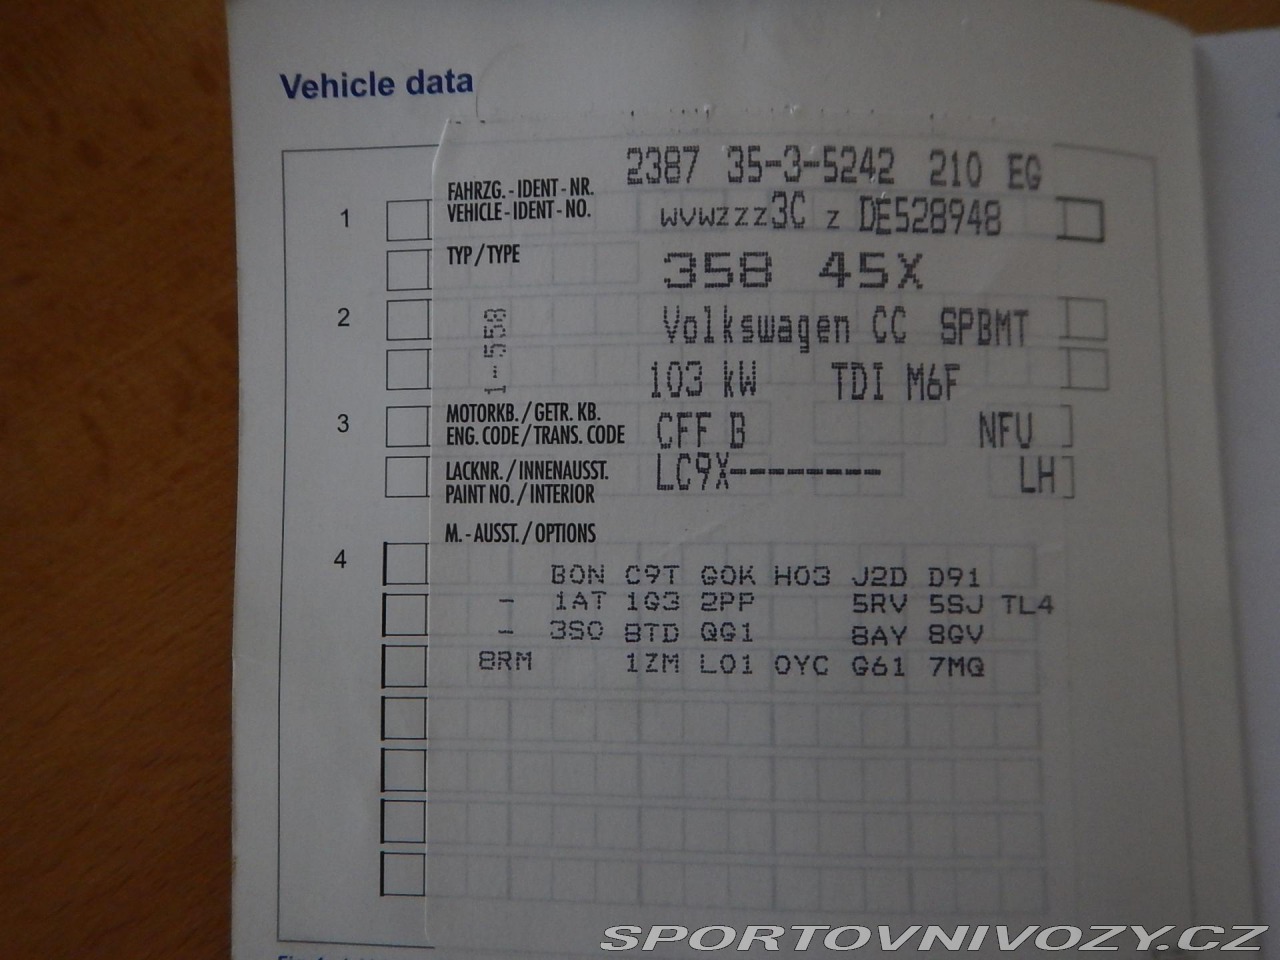 Vehicle data
2387 35-3-5242 210 EG
FAHRZG.-IDENT-NR.
VEHICLE-IDENT-NO.
WVWZZZ3C Z DE528948
1
TYP/TYPE
358 45X
2
1-558
Volkswagen CC SPBMT
103 kW TDI M6F
3
MOTORKB./GETR. KB.
ENG. CODE/TRANS. CODE
CFF B NFU
LACKNR./INNENAUSST.
PAINT NO./INTERIOR
LC9X-------- LH
M.-AUSST./OPTIONS
4
B0N C9T G0K H03 J2D D91
- 1AT 1G3 2PP 5RV 5SJ TL4
- 3S0 8TD QG1 8AY 8GV
8RM 1ZM L01 0YC G61 7MG
SPORTOVNIVOZY.CZ